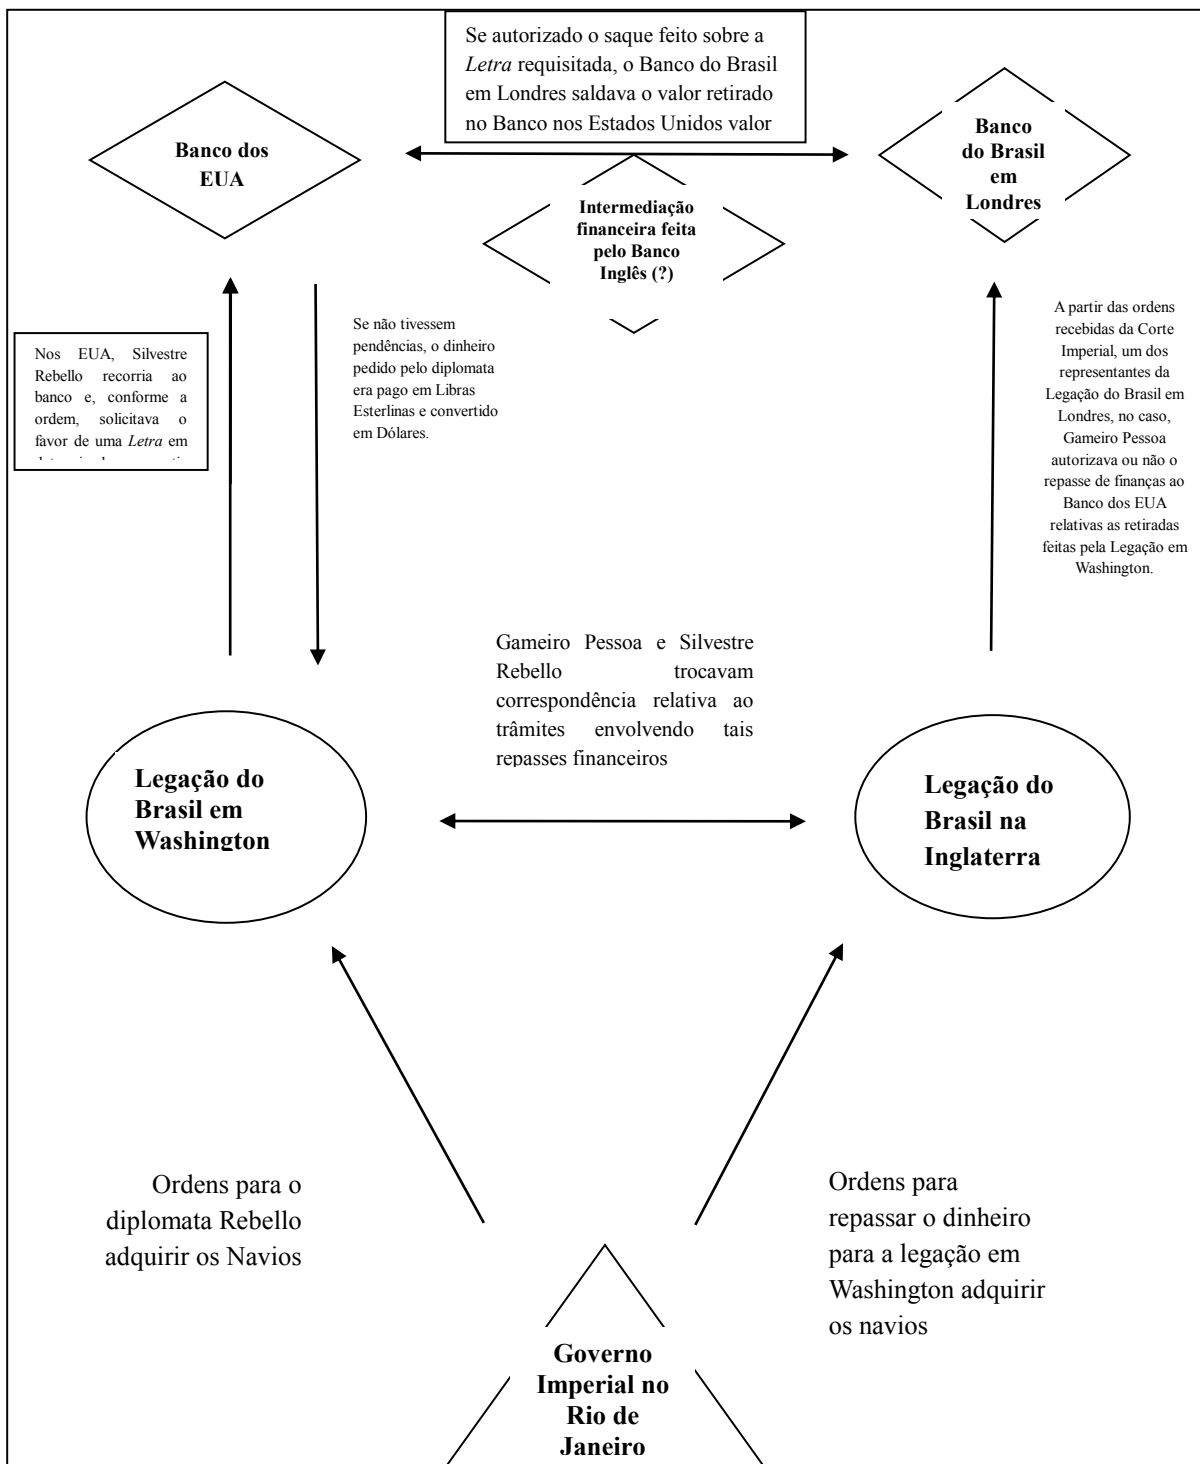 Se autorizado o saque feito sobre a
Letra requisitada, o Banco do Brasil
em Londres saldava o valor retirado
no Banco nos Estados Unidos valor
Banco dos
EUA
Banco
do Brasil
em
Londres
Intermediação
financeira feita
pelo Banco
Inglês (?)
Nos EUA, Silvestre
Rebello recorria ao
banco e, conforme a
ordem, solicitava o
favor de uma Letra em
Se não tivessem
pendências, o dinheiro
pedido pelo diplomata
era pago em Libras
Esterlinas e convertido
em Dólares.
A partir das ordens
recebidas da Corte
Imperial, um dos
representantes da
Legação do Brasil em
Londres, no caso,
Gameiro Pessoa
autorizava ou não o
repasse de finanças ao
Banco dos EUA
relativas as retiradas
feitas pela Legação em
Washington.
Gameiro Pessoa e Silvestre
Rebello trocavam
correspondência relativa ao
trâmites envolvendo tais
repasses financeiros
Legação do
Brasil em
Washington
Legação do
Brasil na
Inglaterra
Ordens para o
diplomata Rebello
adquirir os Navios
Ordens para
repassar o dinheiro
para a legação em
Washington adquirir
os navios
Governo
Imperial no
Rio de
Janeiro